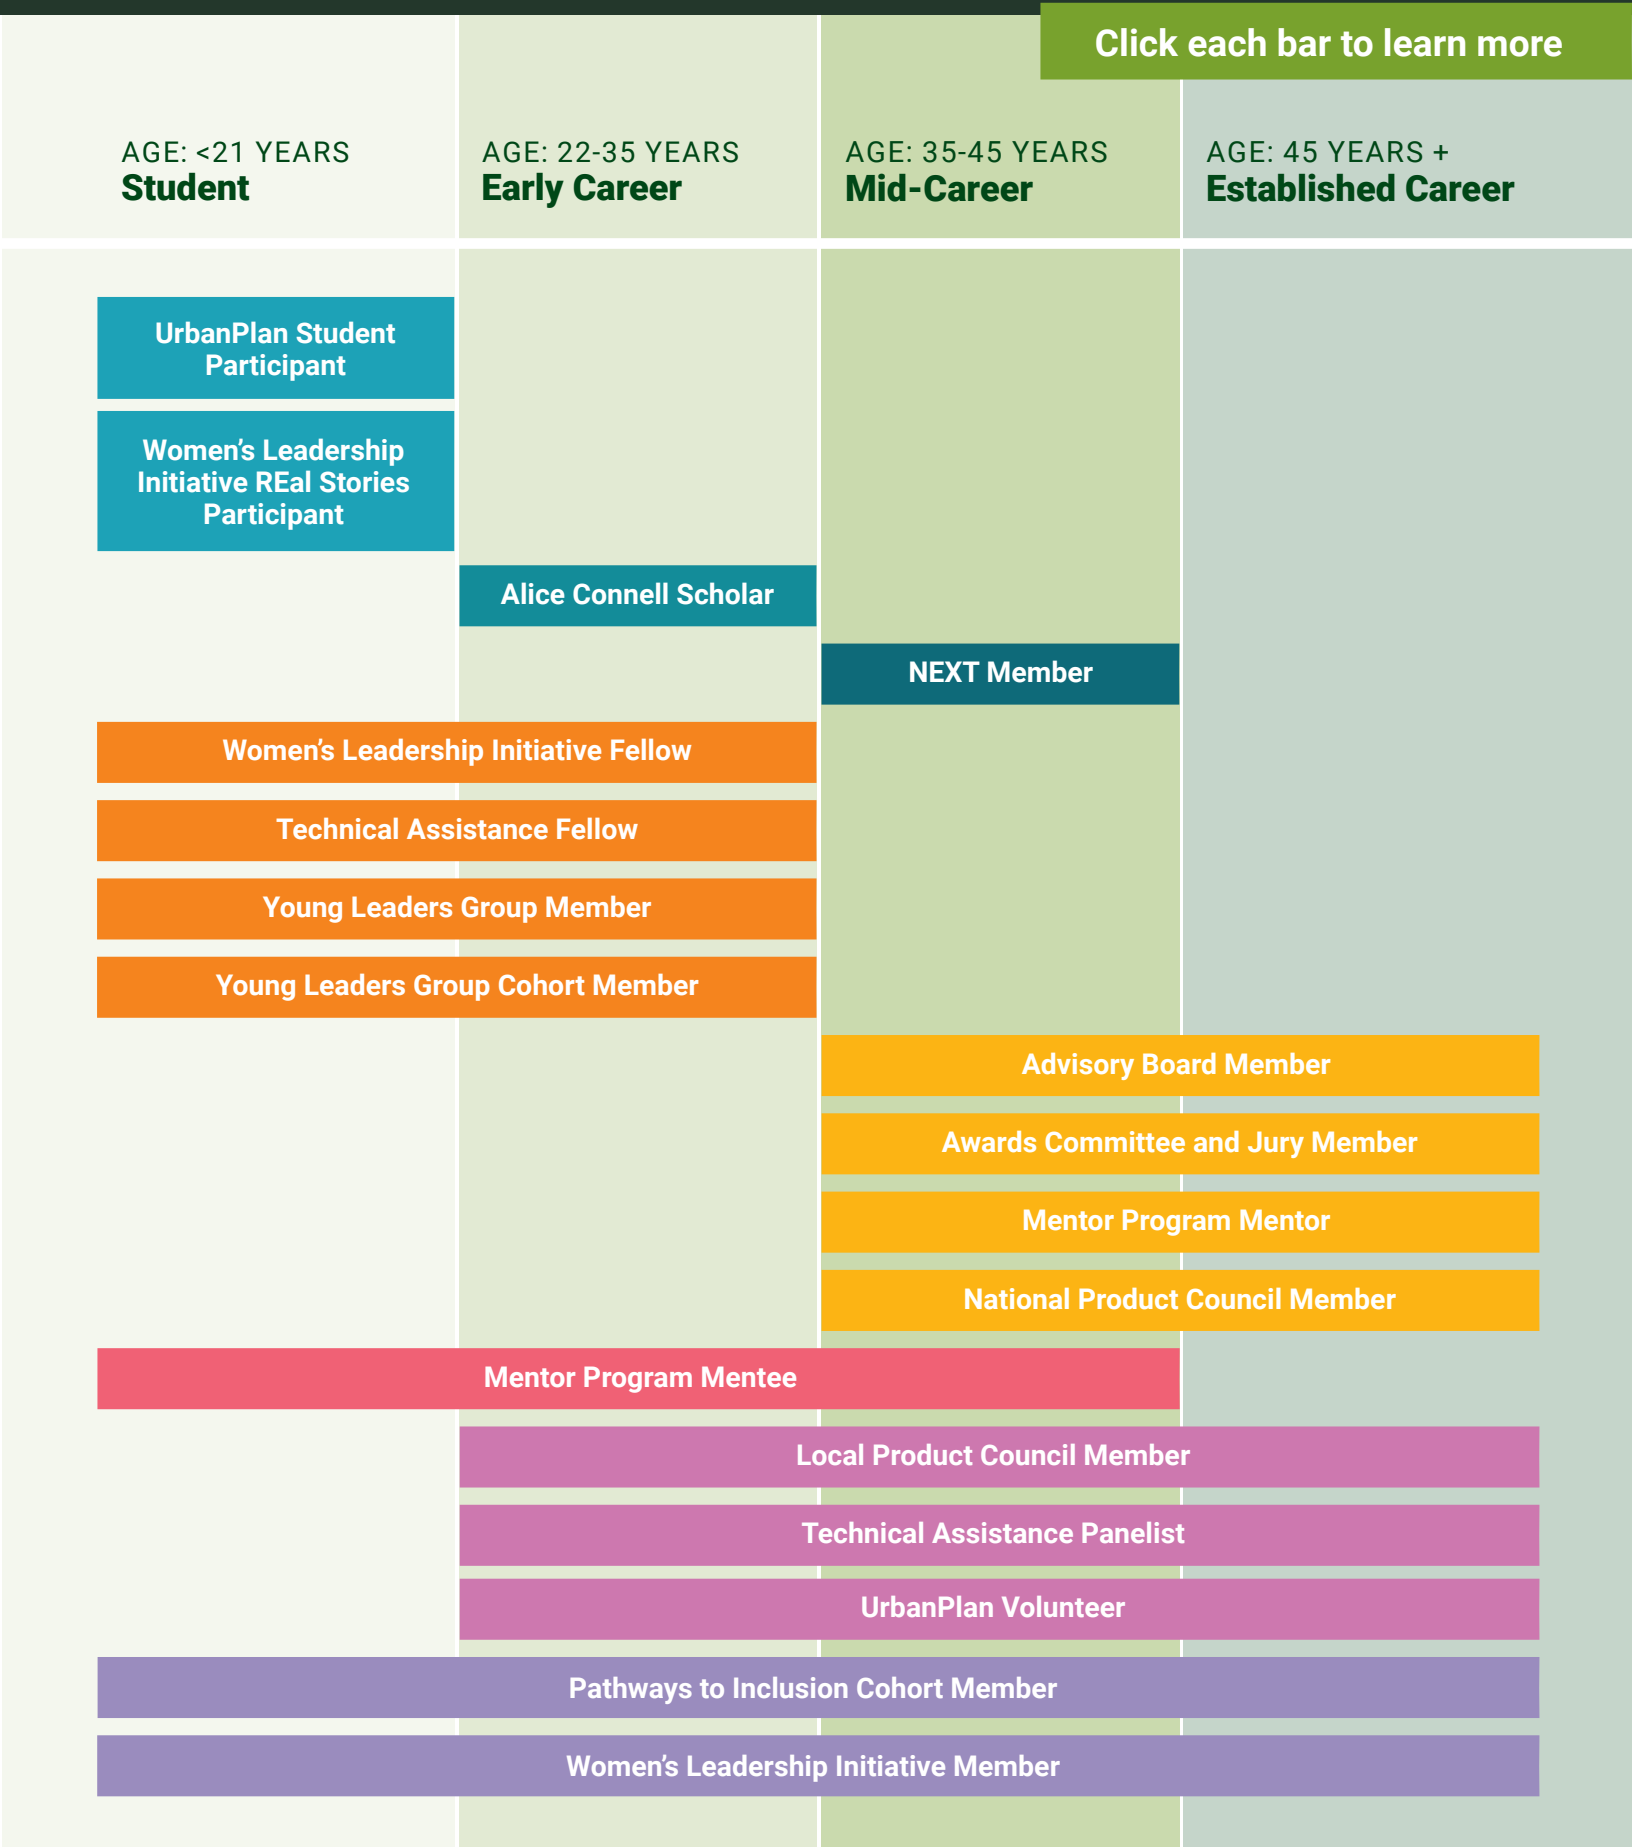 Click each bar to learn more
AGE: <21 YEARS
Student
AGE: 22-35 YEARS
Early Career
AGE: 35-45 YEARS
Mid-Career
AGE: 45 YEARS +
Established Career
UrbanPlan Student
Participant
Women’s Leadership
Initiative REal Stories
Participant
Alice Connell Scholar
NEXT Member
Women’s Leadership Initiative Fellow
Technical Assistance Fellow
Young Leaders Group Member
Young Leaders Group Cohort Member
Advisory Board Member
Awards Committee and Jury Member
Mentor Program Mentor
National Product Council Member
Mentor Program Mentee
Local Product Council Member
Technical Assistance Panelist
UrbanPlan Volunteer
Pathways to Inclusion Cohort Member
Women’s Leadership Initiative Member